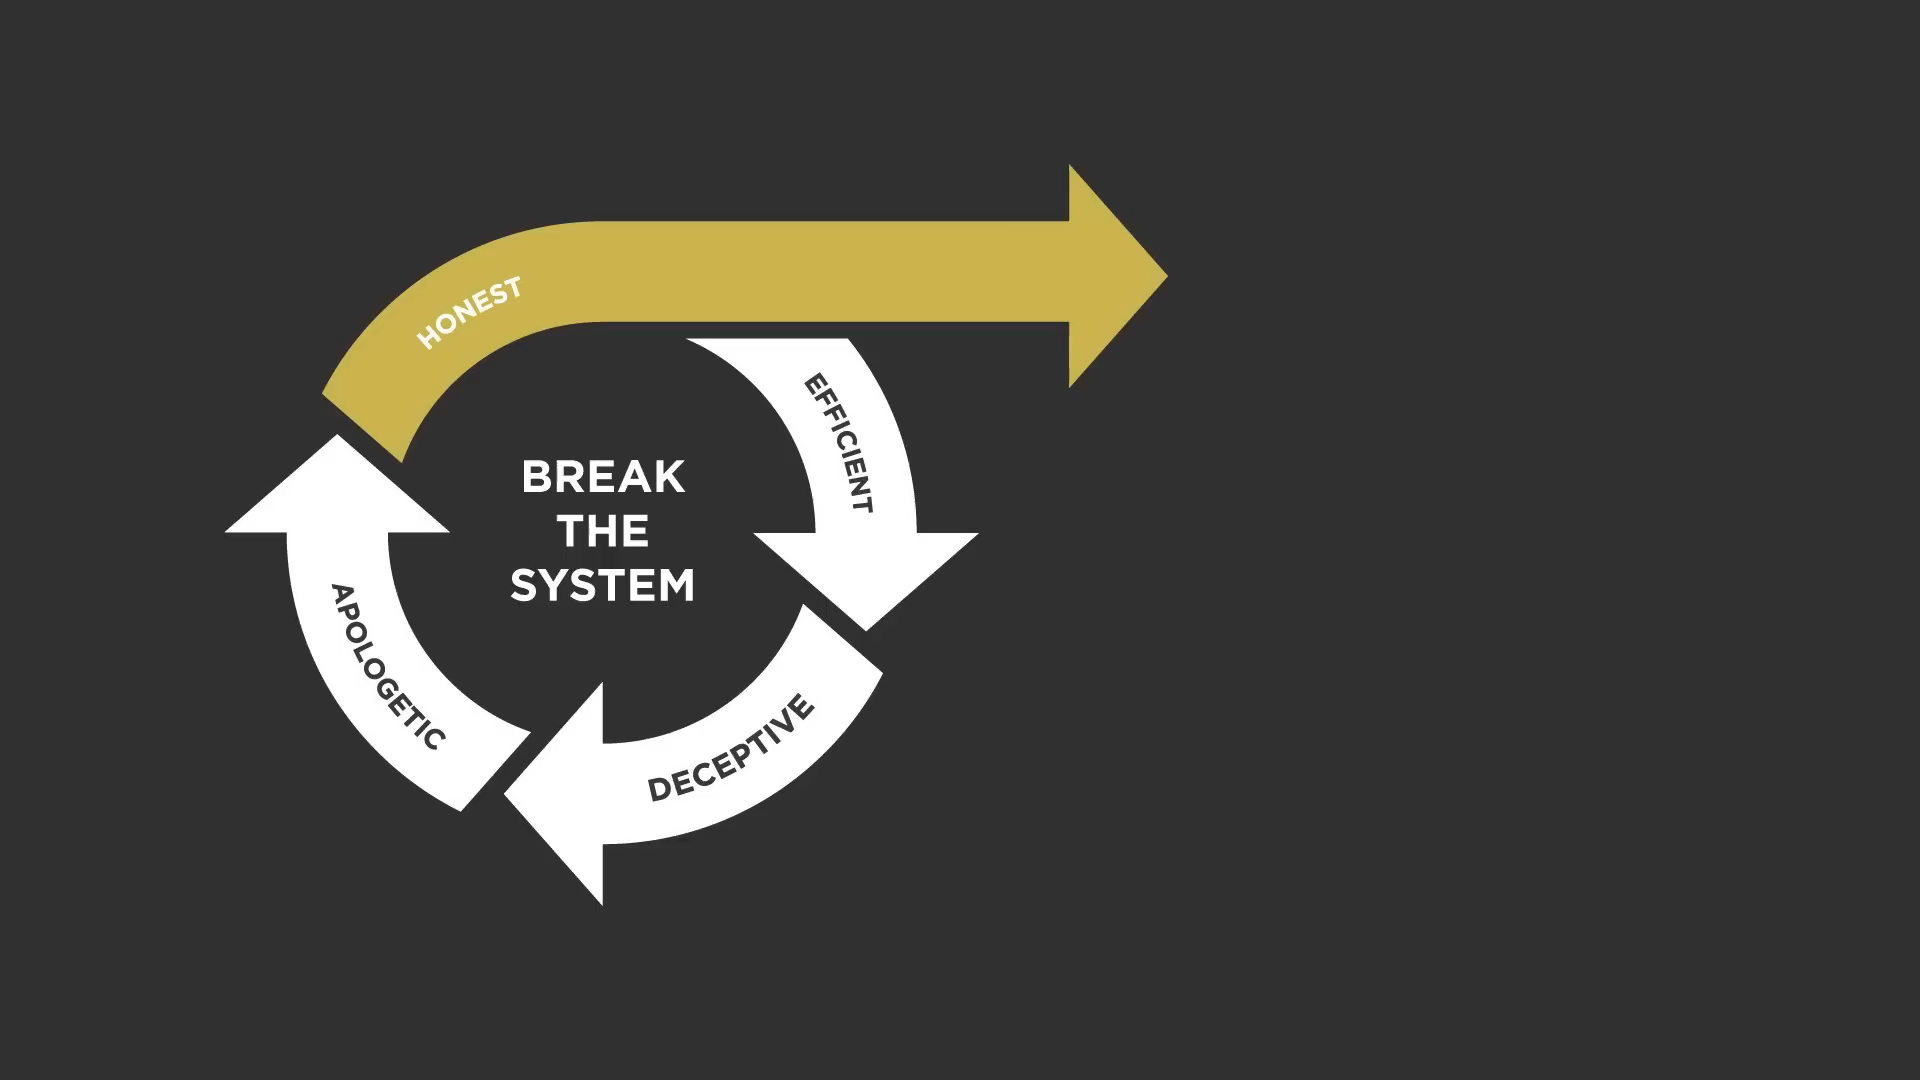 HONEST
EFFICIENT
BREAK
THE
SYSTEM
APOLOGETIC
DECEPTIVE